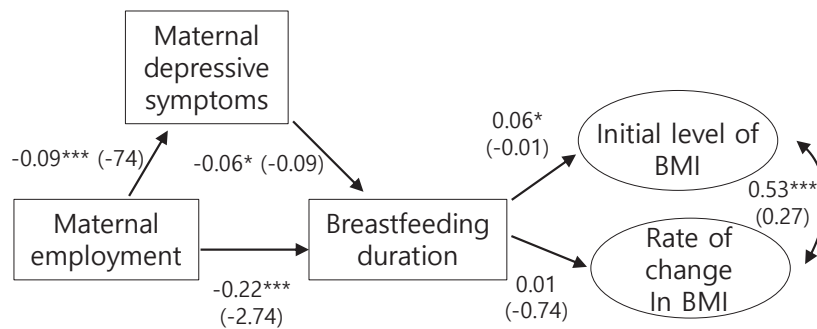 Maternal
depressive
symptoms
-0.09*** (-74)
-0.06* (-0.09)
0.06*
(-0.01)
Initial level of
BMI
0.53***
(0.27)
Maternal
employment
Breastfeeding
duration
-0.22***
(-2.74)
0.01
(-0.74)
Rate of
change
In BMI